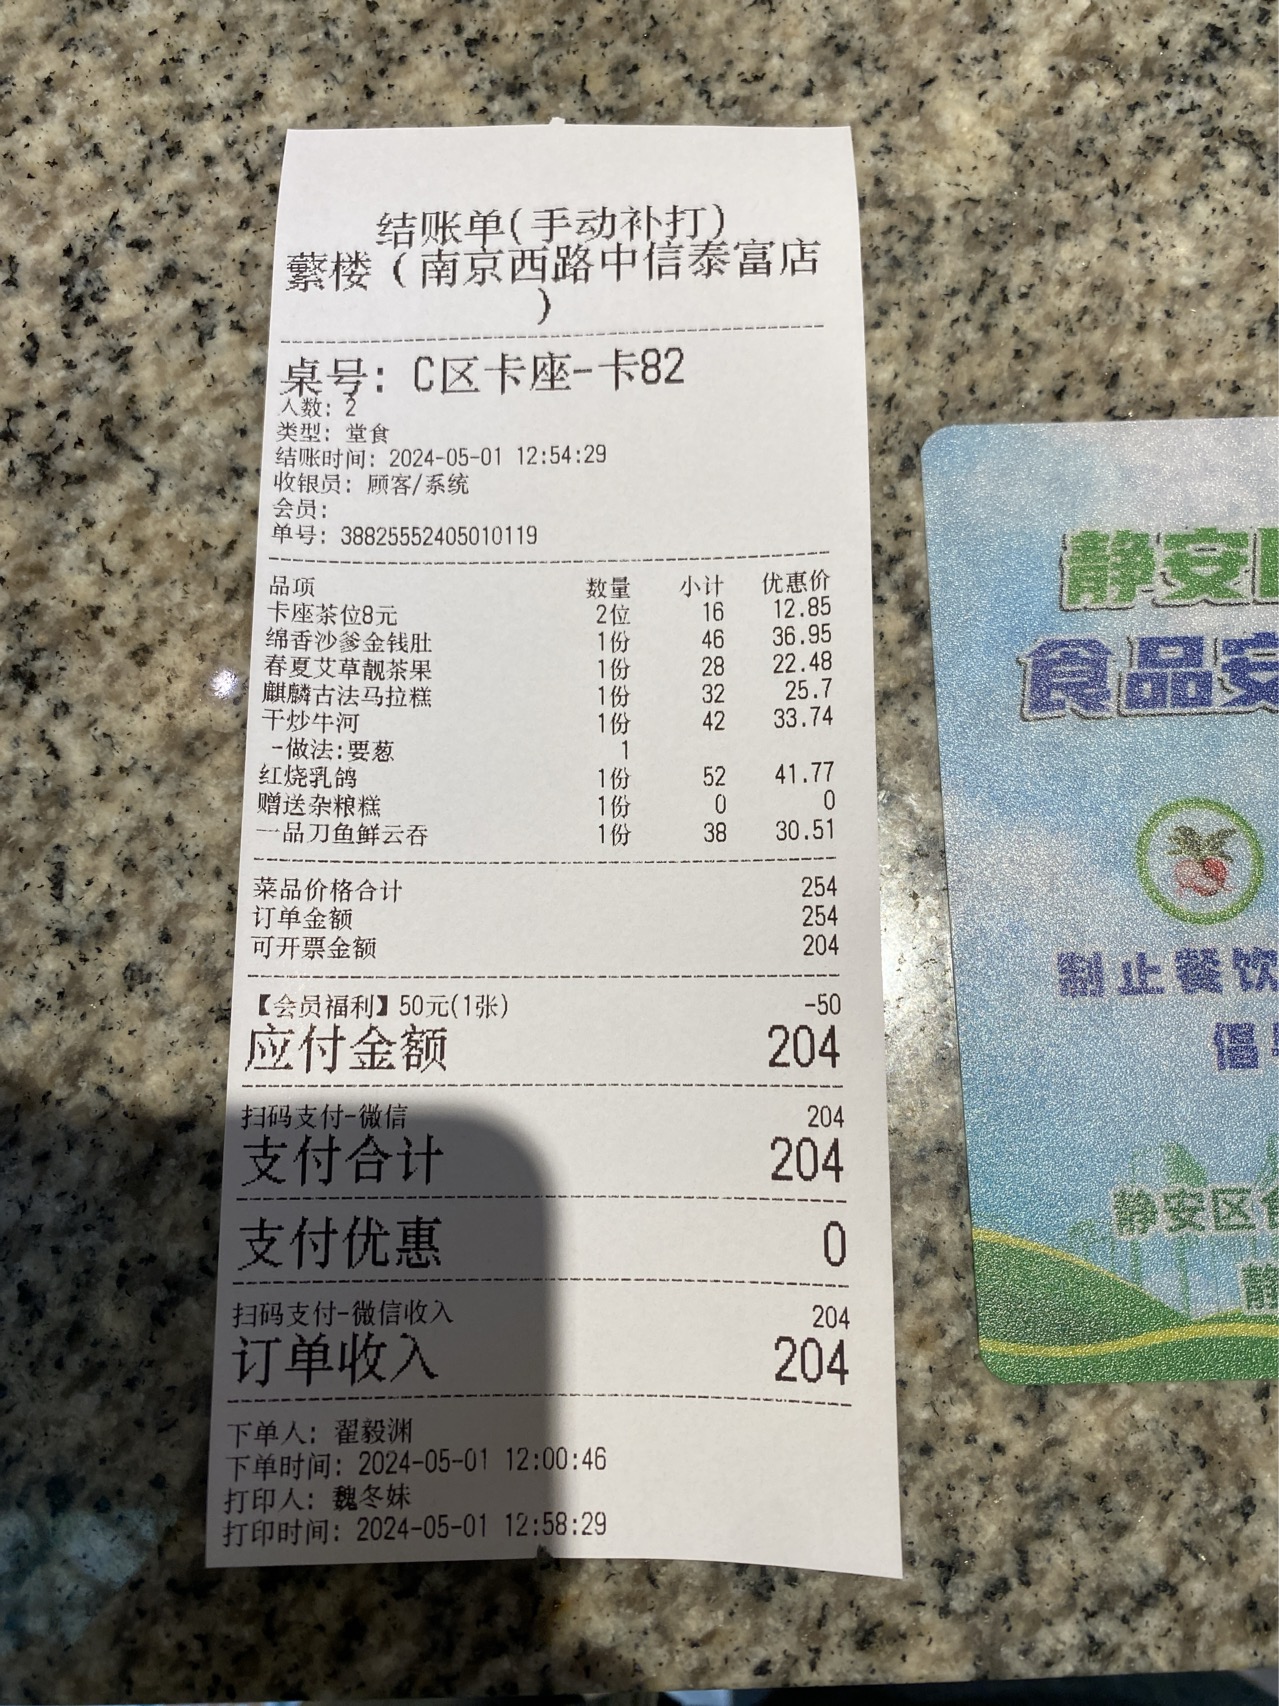 结账单(手动补打)
蘩楼（南京西路中信泰富店
）
桌号: C区卡座-卡82
人数: 2
类型: 堂食
结账时间: 2024-05-01 12:54:29
收银员: 顾客/系统
会员:
单号: 38825552405010119
品项 数量 小计 优惠价
卡座茶位8元 2位 16 12.85
绵香沙爹金钱肚 1份 46 36.95
春夏艾草靓茶果 1份 28 22.48
麒麟古法马拉糕 1份 32 25.7
干炒牛河 1份 42 33.74
-做法:要葱 1
红烧乳鸽 1份 52 41.77
赠送杂粮糕 1份 0 0
一品刀鱼鲜云吞 1份 38 30.51
菜品价格合计 254
订单金额 254
可开票金额 204
【会员福利】50元(1张) -50
应付金额 204
扫码支付-微信 204
支付合计 204
支付优惠 0
扫码支付-微信收入 204
订单收入 204
下单人: 翟毅渊
下单时间: 2024-05-01 12:00:46
打印人: 魏冬妹
打印时间: 2024-05-01 12:58:29
静安
食品安
制止餐饮
倡
静安区食
静